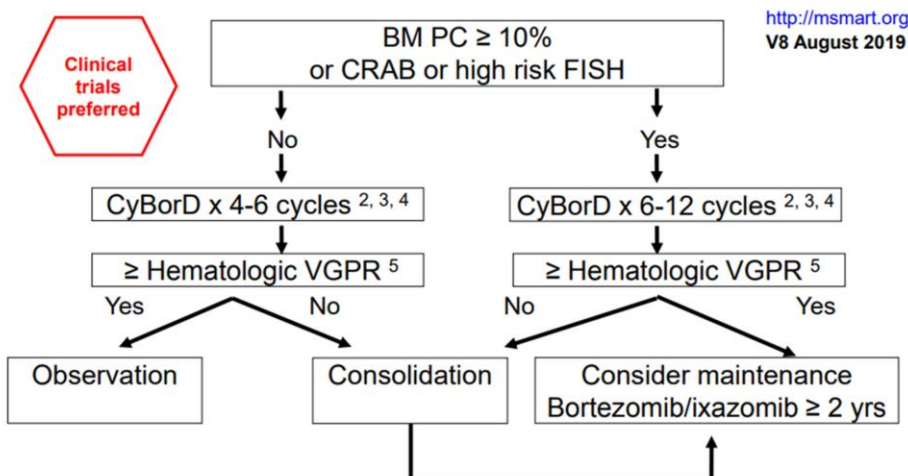 http://msmart.org
V8 August 2019
Clinical
trials
preferred
BM PC ≥ 10%
or CRAB or high risk FISH
No
Yes
CyBorD x 4-6 cycles 2, 3, 4
CyBorD x 6-12 cycles 2, 3, 4
≥ Hematologic VGPR 5
≥ Hematologic VGPR 5
Yes
No
No
Yes
Observation
Consolidation
Consider maintenance
Bortezomib/ixazomib ≥ 2 yrs